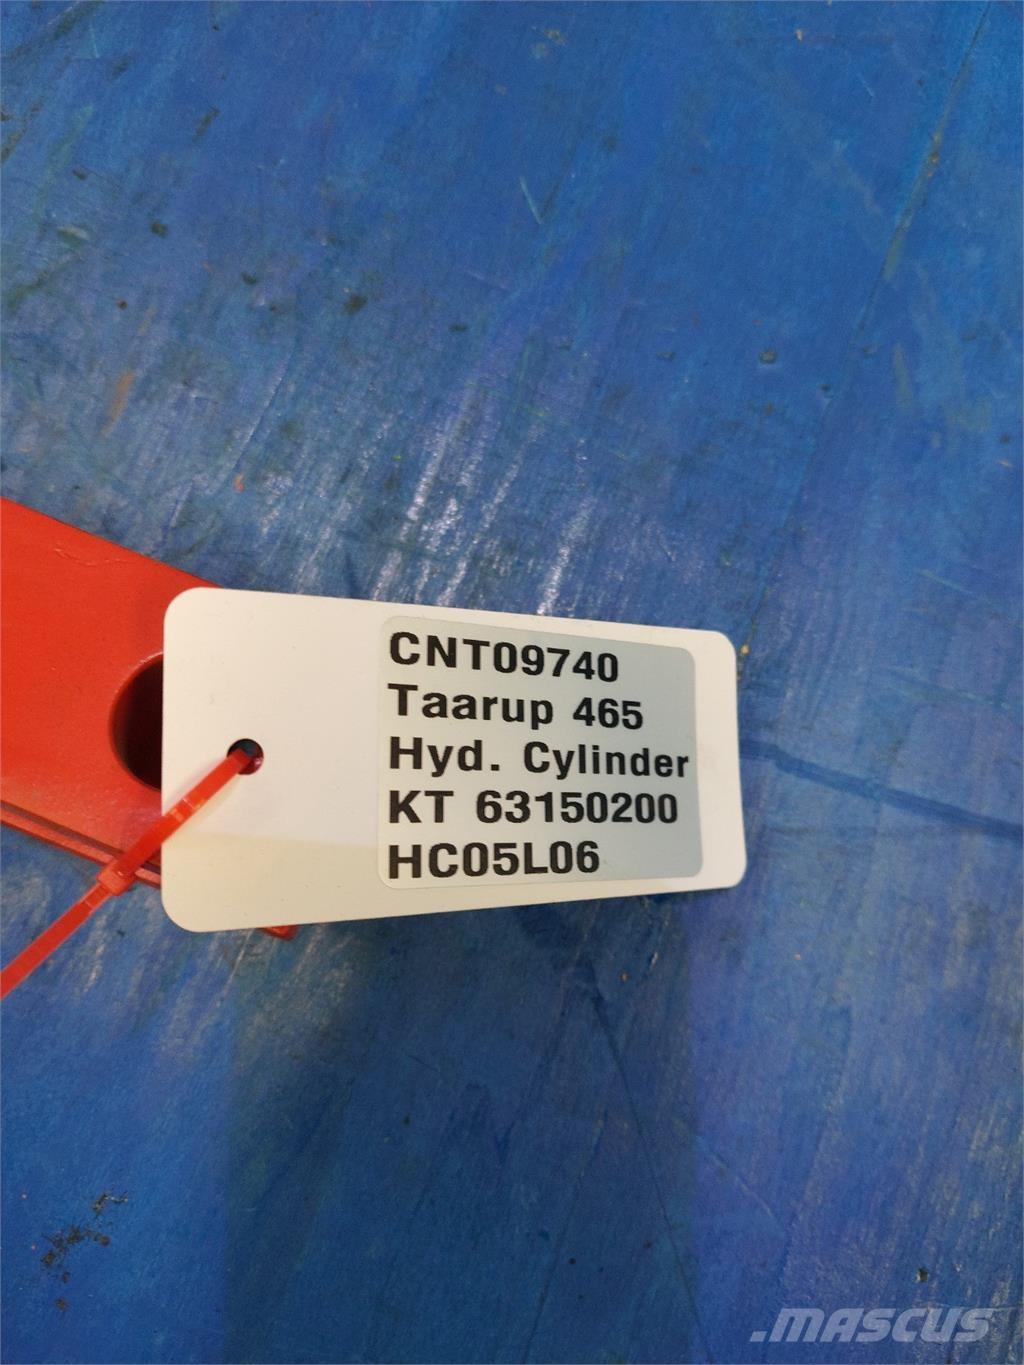 CNT09740
Taarup 465
Hyd. Cylinder
KT 63150200
HC05L06
.MASCUS